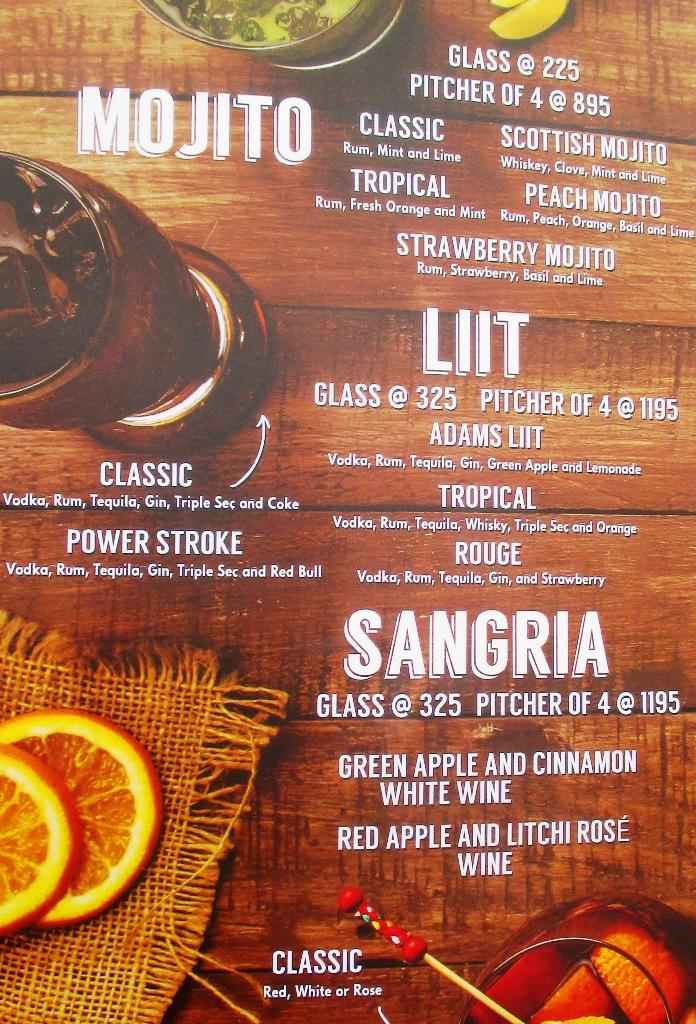 GLASS @ 225
PITCHER OF 4 @ 895
MOJITO
CLASSIC
Rum, Mint and Lime
SCOTTISH MOJITO
Whiskey, Clove, Mint and Lime
TROPICAL
Rum, Fresh Orange and Mint
PEACH MOJITO
Rum, Peach, Orange, Basil and Lime
STRAWBERRY MOJITO
Rum, Strawberry, Basil and Lime
LIIT
GLASS @ 325 PITCHER OF 4 @ 1195
ADAMS LIIT
Vodka, Rum, Tequila, Gin, Green Apple and Lemonade
CLASSIC
Vodka, Rum, Tequila, Gin, Triple Sec and Coke
TROPICAL
Vodka, Rum, Tequila, Whisky, Triple Sec and Orange
POWER STROKE
Vodka, Rum, Tequila, Gin, Triple Sec and Red Bull
ROUGE
Vodka, Rum, Tequila, Gin, and Strawberry
SANGRIA
GLASS @ 325 PITCHER OF 4 @ 1195
GREEN APPLE AND CINNAMON
WHITE WINE
RED APPLE AND LITCHI ROSÉ
WINE
CLASSIC
Red, White or Rose